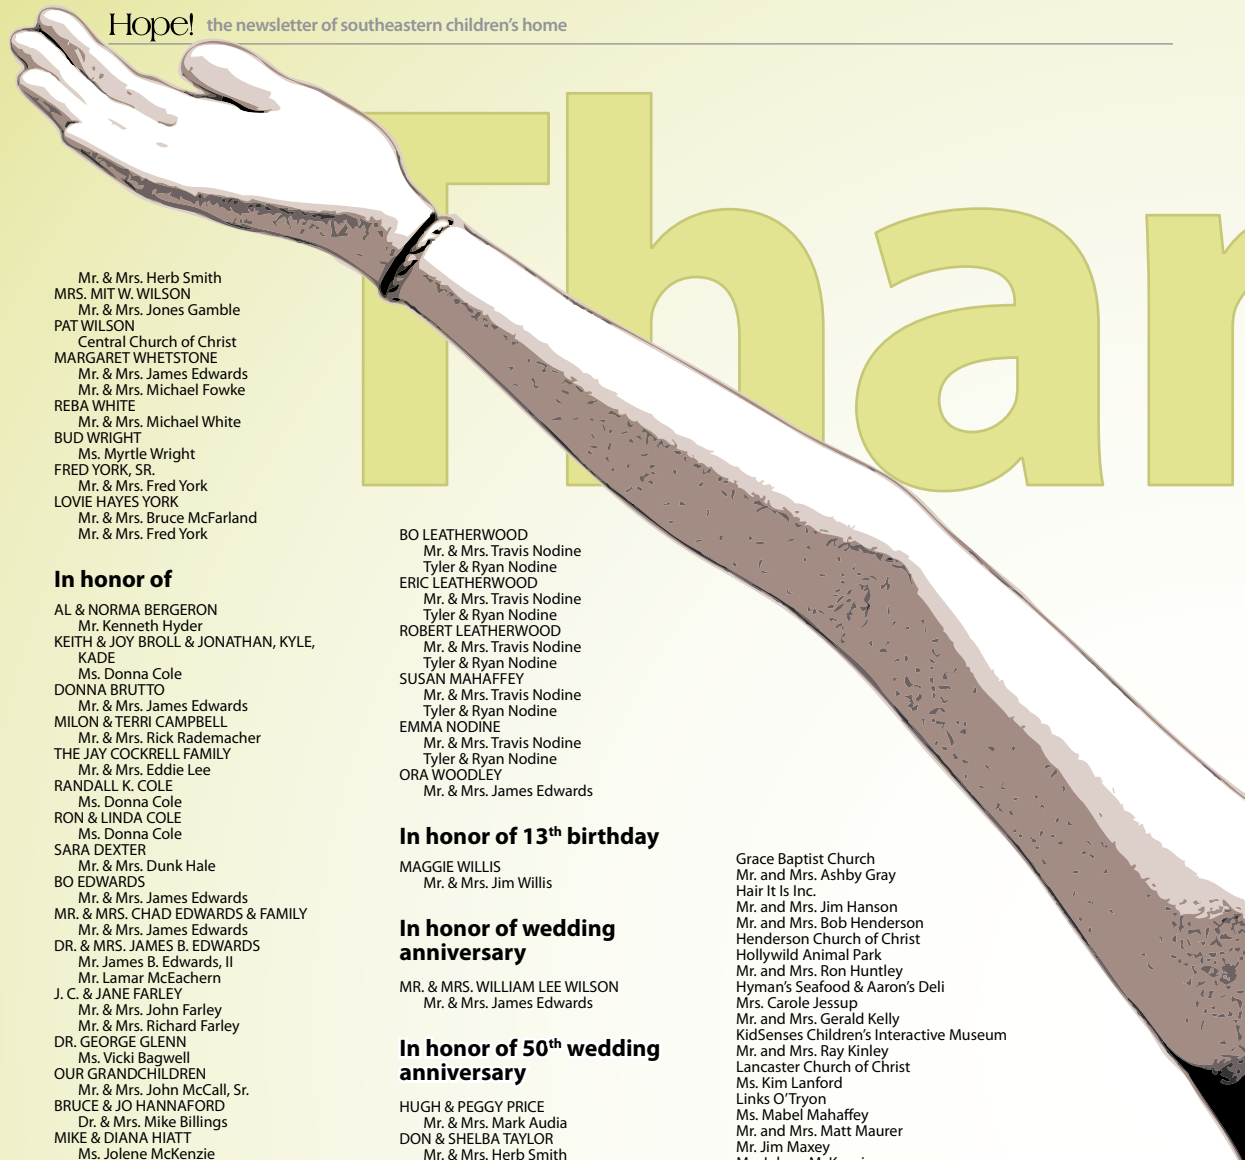 Hope! the newsletter of southeastern children's home
Than
Mr. & Mrs. Herb Smith
MRS. MIT W. WILSON
Mr. & Mrs. Jones Gamble
PAT WILSON
Central Church of Christ
MARGARET WHETSTONE
Mr. & Mrs. James Edwards
Mr. & Mrs. Michael Fowke
REBA WHITE
Mr. & Mrs. Michael White
BUD WRIGHT
Ms. Myrtle Wright
FRED YORK, SR.
Mr. & Mrs. Fred York
LOVIE HAYES YORK
Mr. & Mrs. Bruce McFarland
Mr. & Mrs. Fred York
In honor of
AL & NORMA BERGERON
Mr. Kenneth Hyder
KEITH & JOY BROLL & JONATHAN, KYLE,
KADE
Ms. Donna Cole
DONNA BRUTTO
Mr. & Mrs. James Edwards
MILON & TERRI CAMPBELL
Mr. & Mrs. Rick Rademacher
THE JAY COCKRELL FAMILY
Mr. & Mrs. Eddie Lee
RANDALL K. COLE
Ms. Donna Cole
RON & LINDA COLE
Ms. Donna Cole
SARA DEXTER
Mr. & Mrs. Dunk Hale
BO EDWARDS
Mr. & Mrs. James Edwards
MR. & MRS. CHAD EDWARDS & FAMILY
Mr. & Mrs. James Edwards
DR. & MRS. JAMES B. EDWARDS
Mr. James B. Edwards, II
Mr. Lamar McEachern
J. C. & JANE FARLEY
Mr. & Mrs. John Farley
Mr. & Mrs. Richard Farley
DR. GEORGE GLENN
Ms. Vicki Bagwell
OUR GRANDCHILDREN
Mr. & Mrs. John McCall, Sr.
BRUCE & JO HANNAFORD
Dr. & Mrs. Mike Billings
MIKE & DIANA HIATT
Ms. Jolene McKenzie
BO LEATHERWOOD
Mr. & Mrs. Travis Nodine
Tyler & Ryan Nodine
ERIC LEATHERWOOD
Mr. & Mrs. Travis Nodine
Tyler & Ryan Nodine
ROBERT LEATHERWOOD
Mr. & Mrs. Travis Nodine
Tyler & Ryan Nodine
SUSAN MAHAFFEY
Mr. & Mrs. Travis Nodine
Tyler & Ryan Nodine
EMMA NODINE
Mr. & Mrs. Travis Nodine
Tyler & Ryan Nodine
ORA WOODLEY
Mr. & Mrs. James Edwards
In honor of 13th birthday
MAGGIE WILLIS
Mr. & Mrs. Jim Willis
In honor of wedding
anniversary
MR. & MRS. WILLIAM LEE WILSON
Mr. & Mrs. James Edwards
In honor of 50th wedding
anniversary
HUGH & PEGGY PRICE
Mr. & Mrs. Mark Audia
DON & SHELBA TAYLOR
Mr. & Mrs. Herb Smith
Grace Baptist Church
Mr. and Mrs. Ashby Gray
Hair It Is Inc.
Mr. and Mrs. Jim Hanson
Mr. and Mrs. Bob Henderson
Henderson Church of Christ
Hollywild Animal Park
Mr. and Mrs. Ron Huntley
Hyman's Seafood & Aaron's Deli
Mrs. Carole Jessup
Mr. and Mrs. Gerald Kelly
KidSenses Children's Interactive Museum
Mr. and Mrs. Ray Kinley
Lancaster Church of Christ
Ms. Kim Lanford
Links O'Tryon
Ms. Mabel Mahaffey
Mr. and Mrs. Matt Maurer
Mr. Jim Maxey